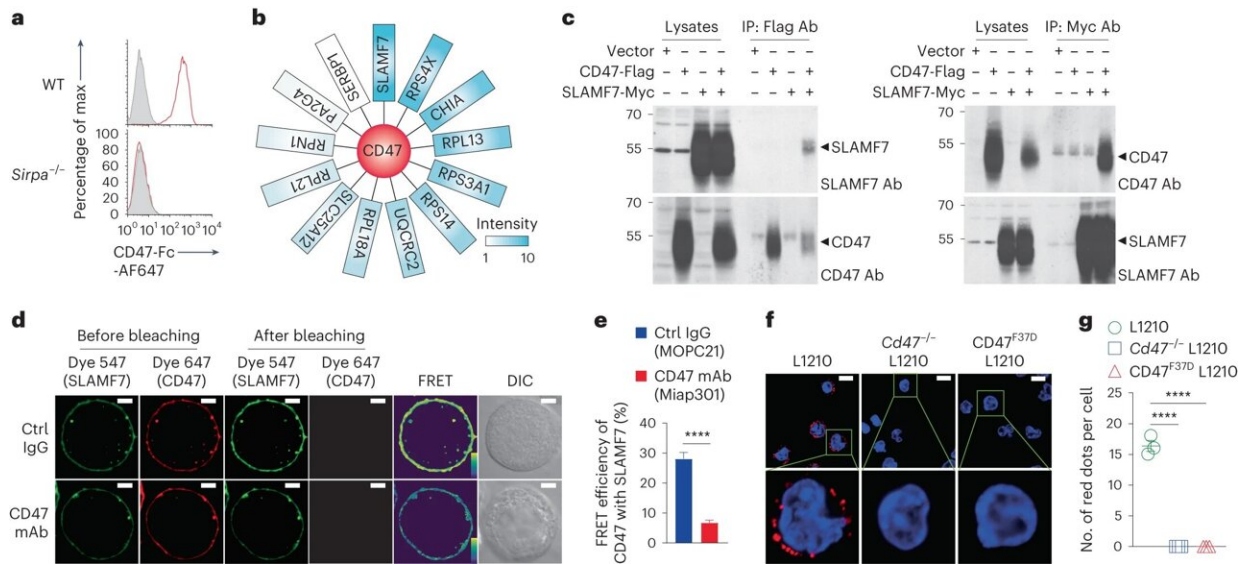 a
WT
Sirpa–/–
Percentage of max
100
80
60
40
20
0
10⁰ 10¹ 10² 10³ 10⁴
CD47-Fc
-AF647
b
CD47
SLAMF7
RPS4X
CHIA
RPL13
RPS3A1
RPS14
UQCRC2
RPL18A
SLC25A12
RPL21
RPN1
PA2G4
SERBP1
Intensity
1 10
c
Lysates IP: Flag Ab
Vector + – – – + – – –
CD47-Flag – + – + – + – +
SLAMF7-Myc – – + + – – + +
70
55
SLAMF7
SLAMF7 Ab
55
CD47
CD47 Ab
Lysates IP: Myc Ab
Vector + – – – + – – –
CD47-Flag – + – + – + – +
SLAMF7-Myc – – + + – – + +
70
55
CD47
CD47 Ab
70
55
SLAMF7
SLAMF7 Ab
d
Before bleaching After bleaching
Dye 547 Dye 647 Dye 547 Dye 647
(SLAMF7) (CD47) (SLAMF7) (CD47) FRET DIC
Ctrl
IgG
CD47
mAb
e
Ctrl IgG
(MOPC21)
CD47 mAb
(Miap301)
FRET efficiency of
CD47 with SLAMF7 (%)
40
30
20
10
0
****
f
L1210
Cd47–/–
L1210
CD47F37D
L1210
g
L1210
Cd47–/– L1210
CD47F37D L1210
No. of red dots per cell
25
20
15
10
5
0
****
****